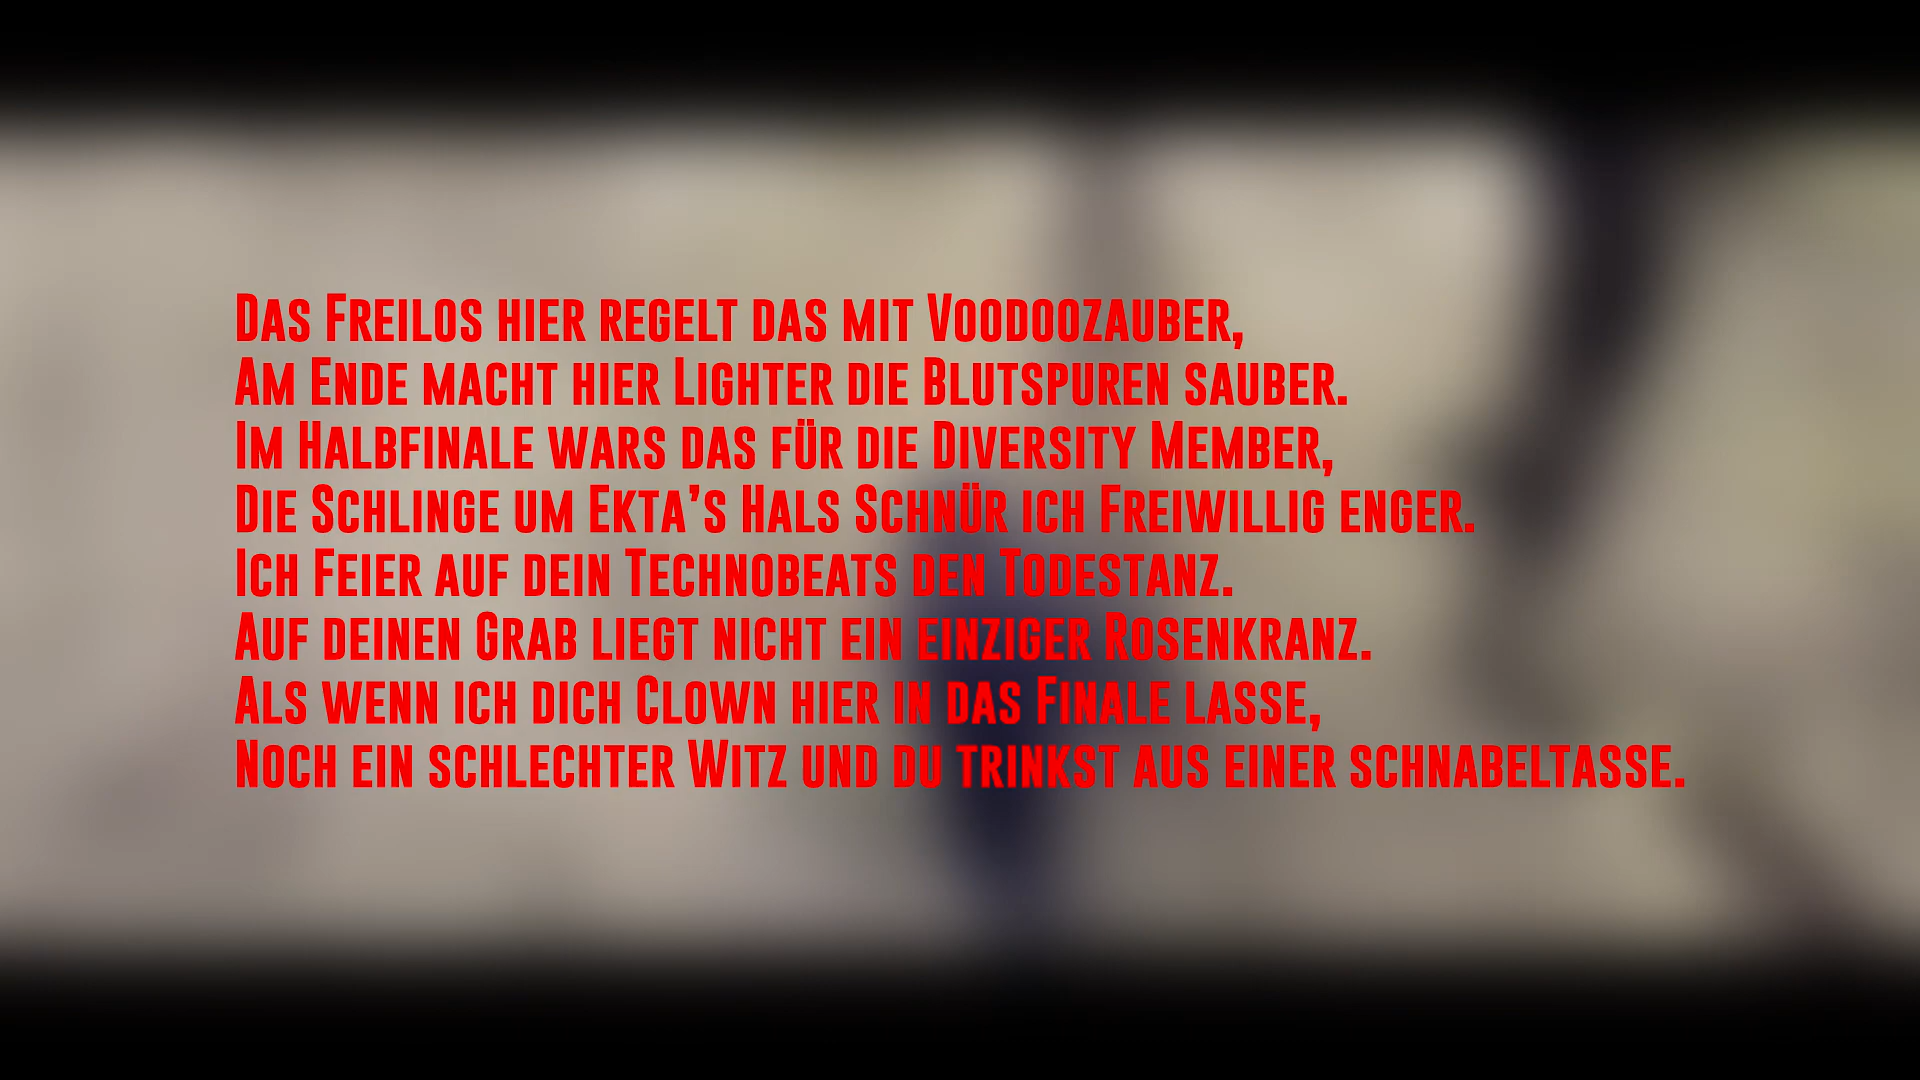 Das Freilos hier regelt das mit Voodoozauber,
Am Ende macht hier Lighter die Blutspuren sauber.
Im Halbfinale wars das für die Diversity Member,
Die Schlinge um Ekta's Hals Schnür ich Freiwillig enger.
Ich Feier auf dein Technobeats den Todestanz.
Auf deinen Grab liegt nicht ein einziger Rosenkranz.
Als wenn ich dich Clown hier in das Finale lasse,
Noch ein schlechter Witz und du trinkst aus einer schnabeltasse.